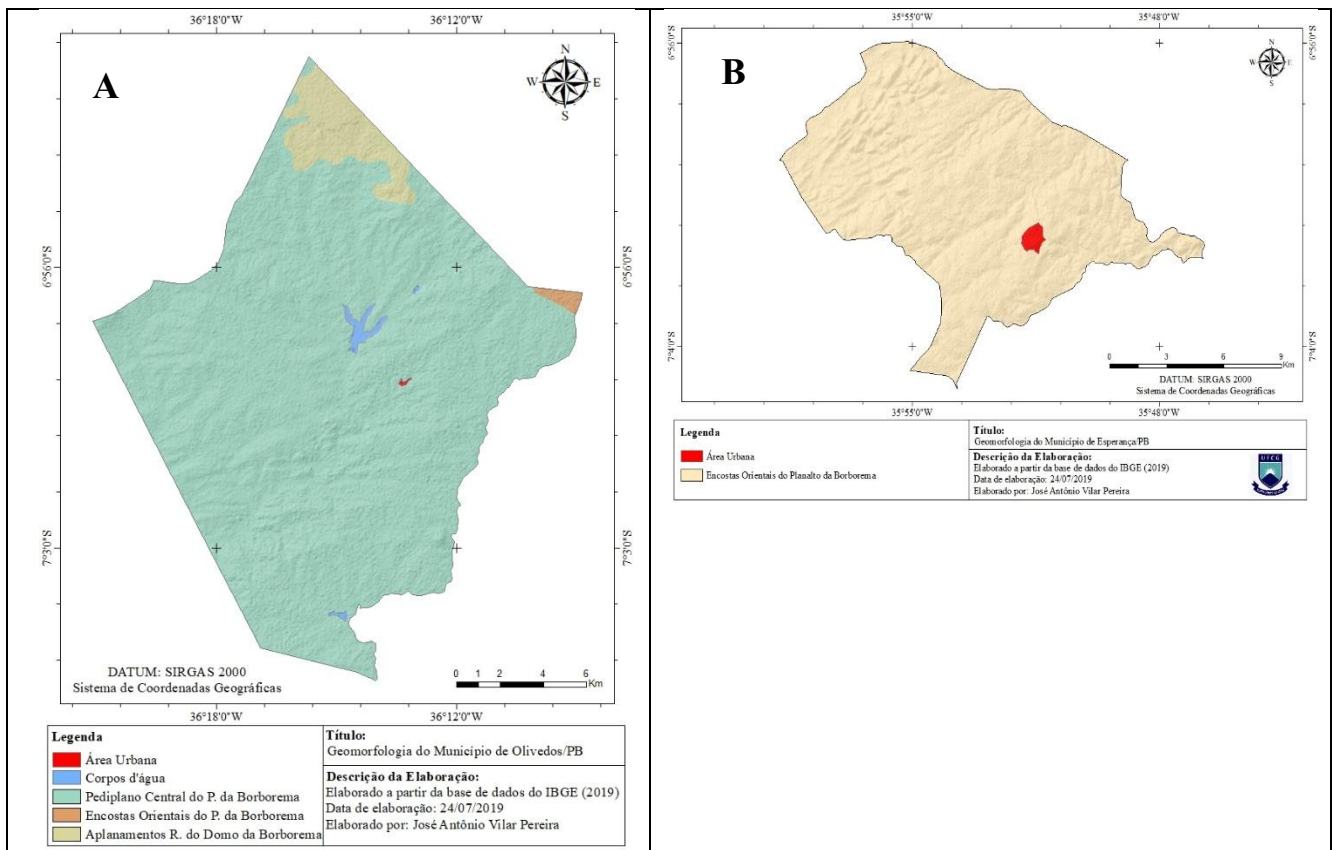 36°18'0"W 36°12'0"W
A
N
W E
S
6°56'0"S 6°56'0"S
7°3'0"S 7°3'0"S
DATUM: SIRGAS 2000
Sistema de Coordenadas Geográficas
0 1 2 4 6
Km
36°18'0"W 36°12'0"W
Legenda
Área Urbana
Corpos d'água
Pediplano Central do P. da Borborema
Encostas Orientais do P. da Borborema
Aplanamentos R. do Domo da Borborema
Título:
Geomorfologia do Município de Olivedos/PB
Descrição da Elaboração:
Elaborado a partir da base de dados do IBGE (2019)
Data de elaboração: 24/07/2019
Elaborado por: José Antônio Vilar Pereira
35°55'0"W 35°48'0"W
B
N
W E
S
6°56'0"S 6°56'0"S
7°4'0"S 7°4'0"S
0 3 6 9
Km
DATUM: SIRGAS 2000
Sistema de Coordenadas Geográficas
35°55'0"W 35°48'0"W
Legenda
Área Urbana
Encostas Orientais do Planalto da Borborema
Título:
Geomorfologia do Município de Esperança/PB
Descrição da Elaboração:
Elaborado a partir da base de dados do IBGE (2019)
Data de elaboração: 24/07/2019
Elaborado por: José Antônio Vilar Pereira
UFCG